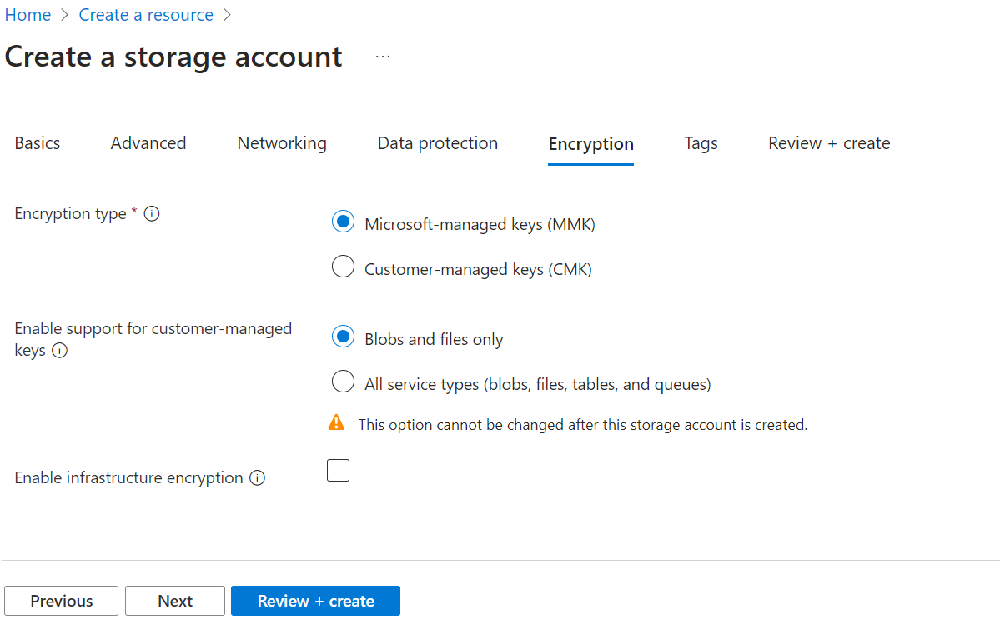 Home > Create a resource >
Create a storage account ...
Basics Advanced Networking Data protection Encryption Tags Review + create
Encryption type *
Microsoft-managed keys (MMK)
Customer-managed keys (CMK)
Enable support for customer-managed
keys
Blobs and files only
All service types (blobs, files, tables, and queues)
This option cannot be changed after this storage account is created.
Enable infrastructure encryption
Previous Next Review + create